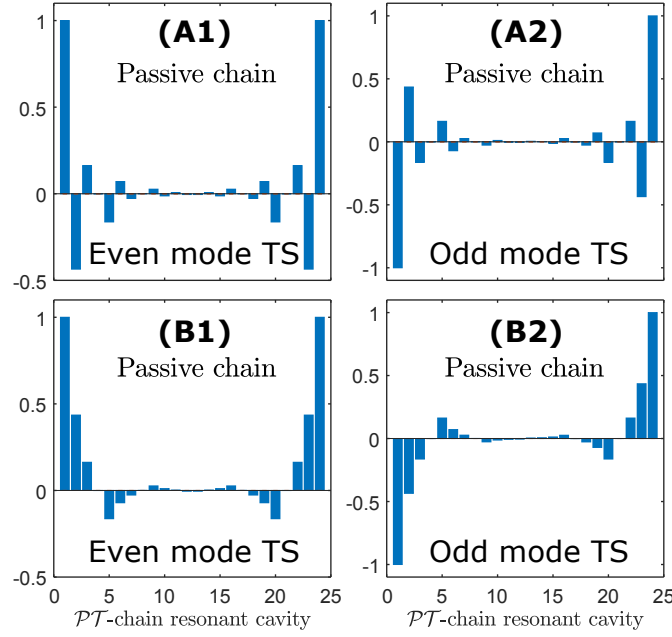 (A1)
Passive chain
Even mode TS
1
0.5
0
-0.5
(A2)
Passive chain
Odd mode TS
1
0.5
0
-0.5
-1
(B1)
Passive chain
Even mode TS
1
0.5
0
-0.5
0 5 10 15 20 25
𝒫𝒯-chain resonant cavity
(B2)
Passive chain
Odd mode TS
1
0.5
0
-0.5
-1
0 5 10 15 20 25
𝒫𝒯-chain resonant cavity